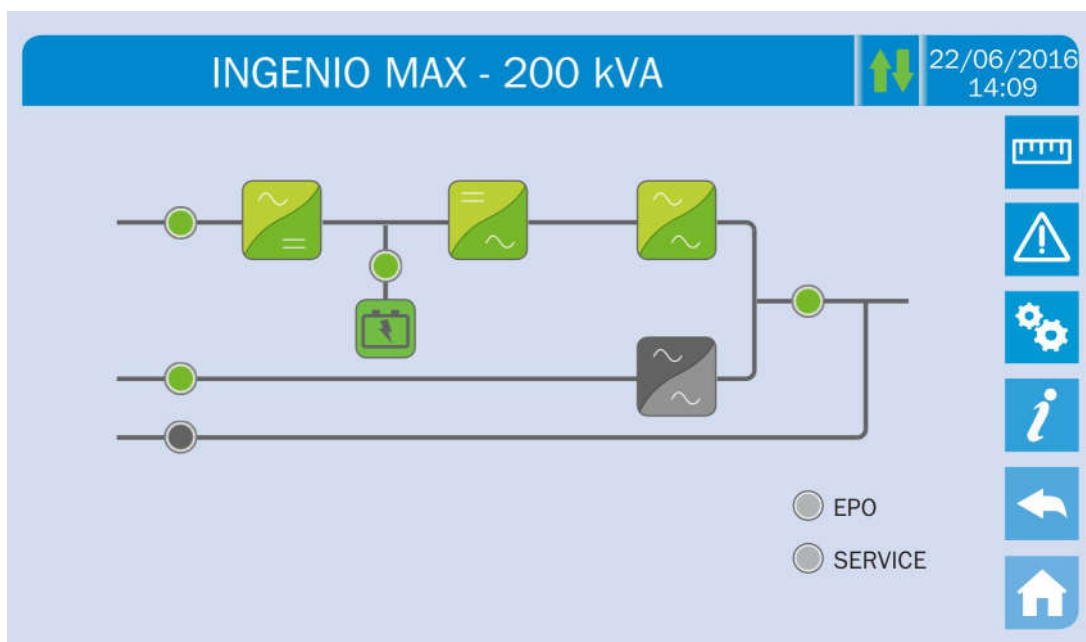 INGENIO MAX - 200 kVA
22/06/2016
14:09
EPO
SERVICE